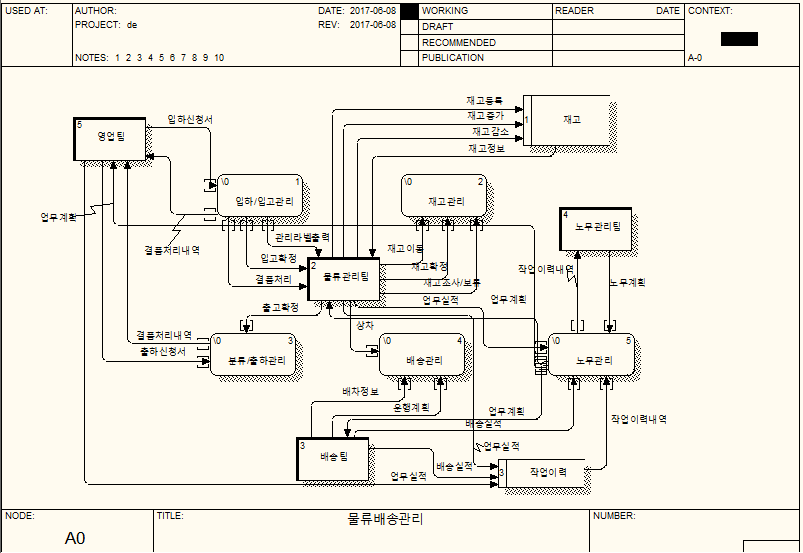 USED AT:
AUTHOR:
DATE: 2017-06-08
WORKING
READER
DATE
CONTEXT:
PROJECT: de
REV: 2017-06-08
DRAFT
RECOMMENDED
NOTES: 1 2 3 4 5 6 7 8 9 10
PUBLICATION
A-0
재고등록
5
영업팀
입하신청서
재고증가
1
재고
재고감소
재고정보
\0
1
입하/입고관리
\0
2
재고관리
업무계획
4
노무관리팀
관리라벨출력
결품처리내역
재고이동
입고확정
2
물류관리팀
재고확정
작업이력내역
결품처리
재고조사/보류
노무계획
업무실적
업무계획
출고확정
상차
결품처리내역
\0
3
분류/출하관리
\0
4
배송관리
\0
5
노무관리
출하신청서
배차정보
운행계획
업무계획
배송실적
작업이력내역
3
배송팀
업무실적
배송실적
3
작업이력
업무실적
NODE:
TITLE:
물류배송관리
NUMBER:
A0